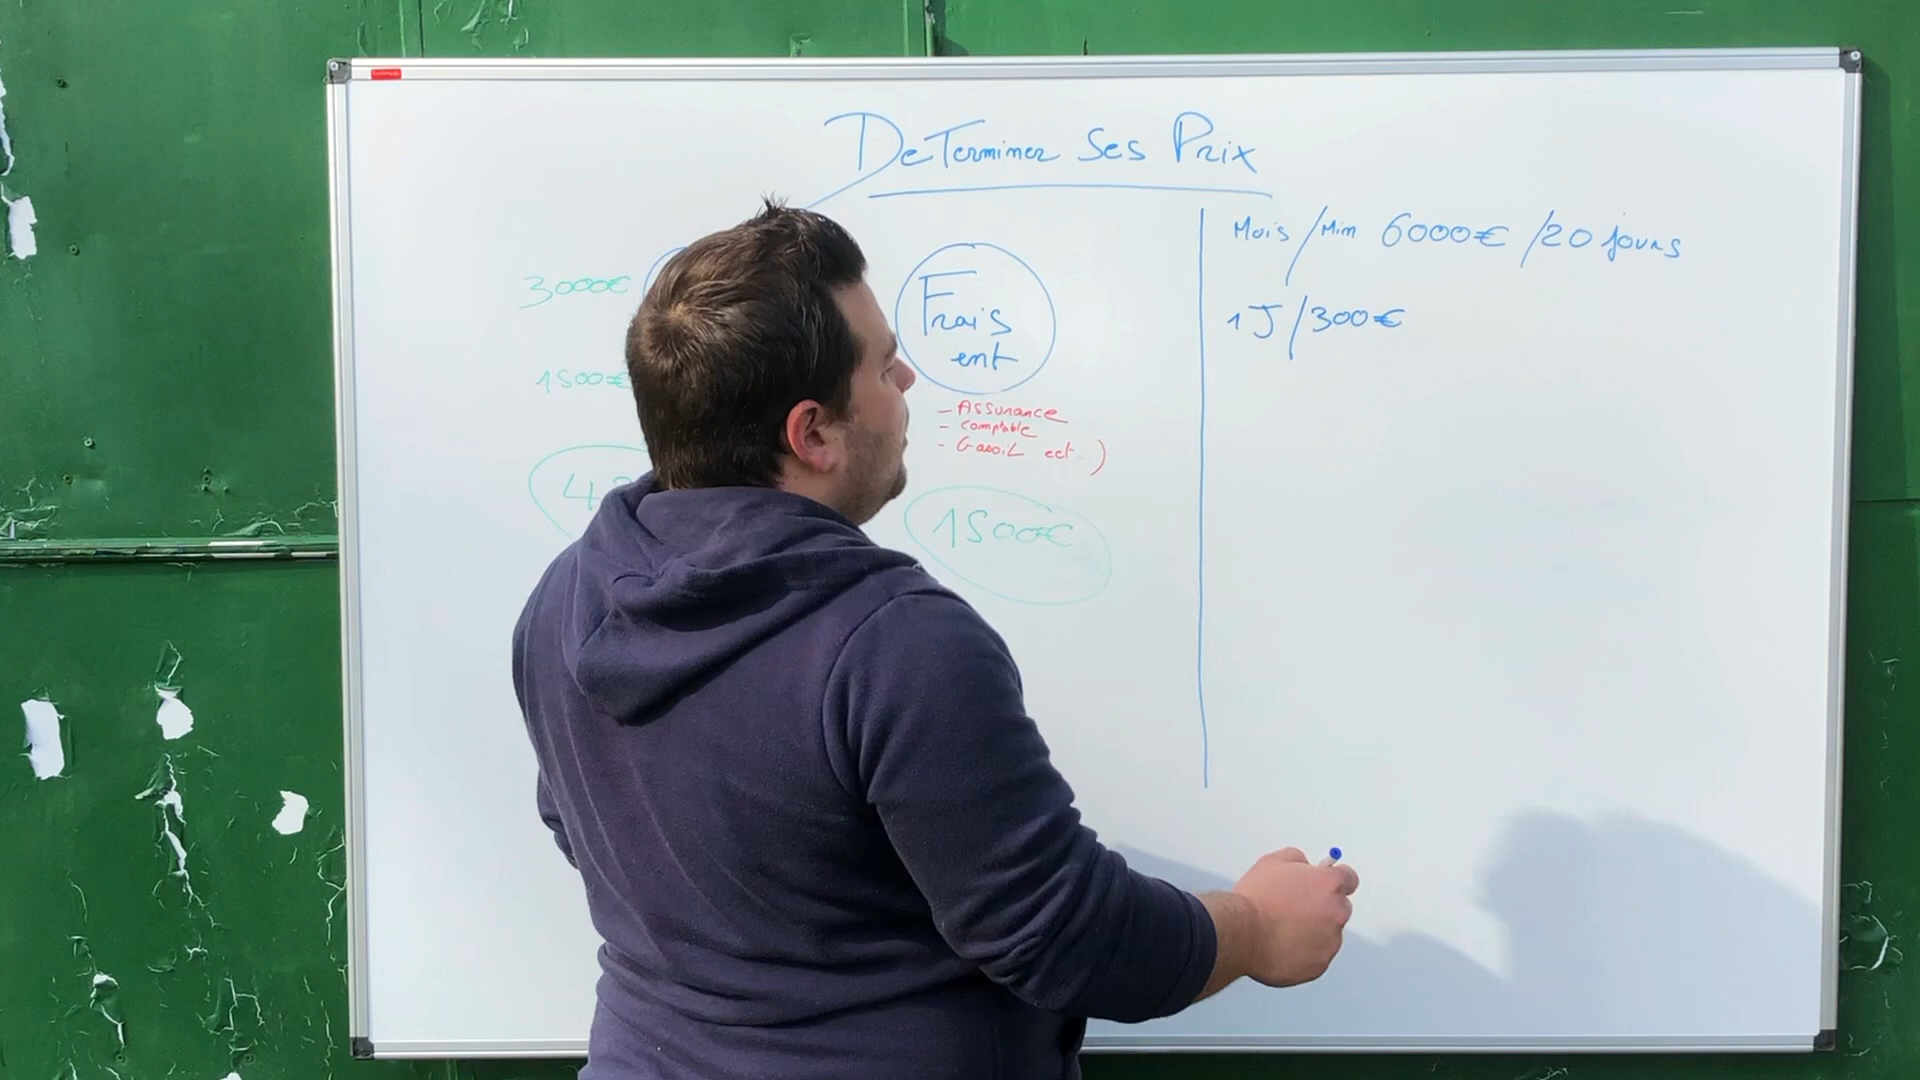 DeTerminer Ses Prix
3000€
1500€
Frais
ent
- Assurance
- comptable
- Gasoil ect...)
1500€
Mois /Mim 6000€ /20 jours
1J /300€